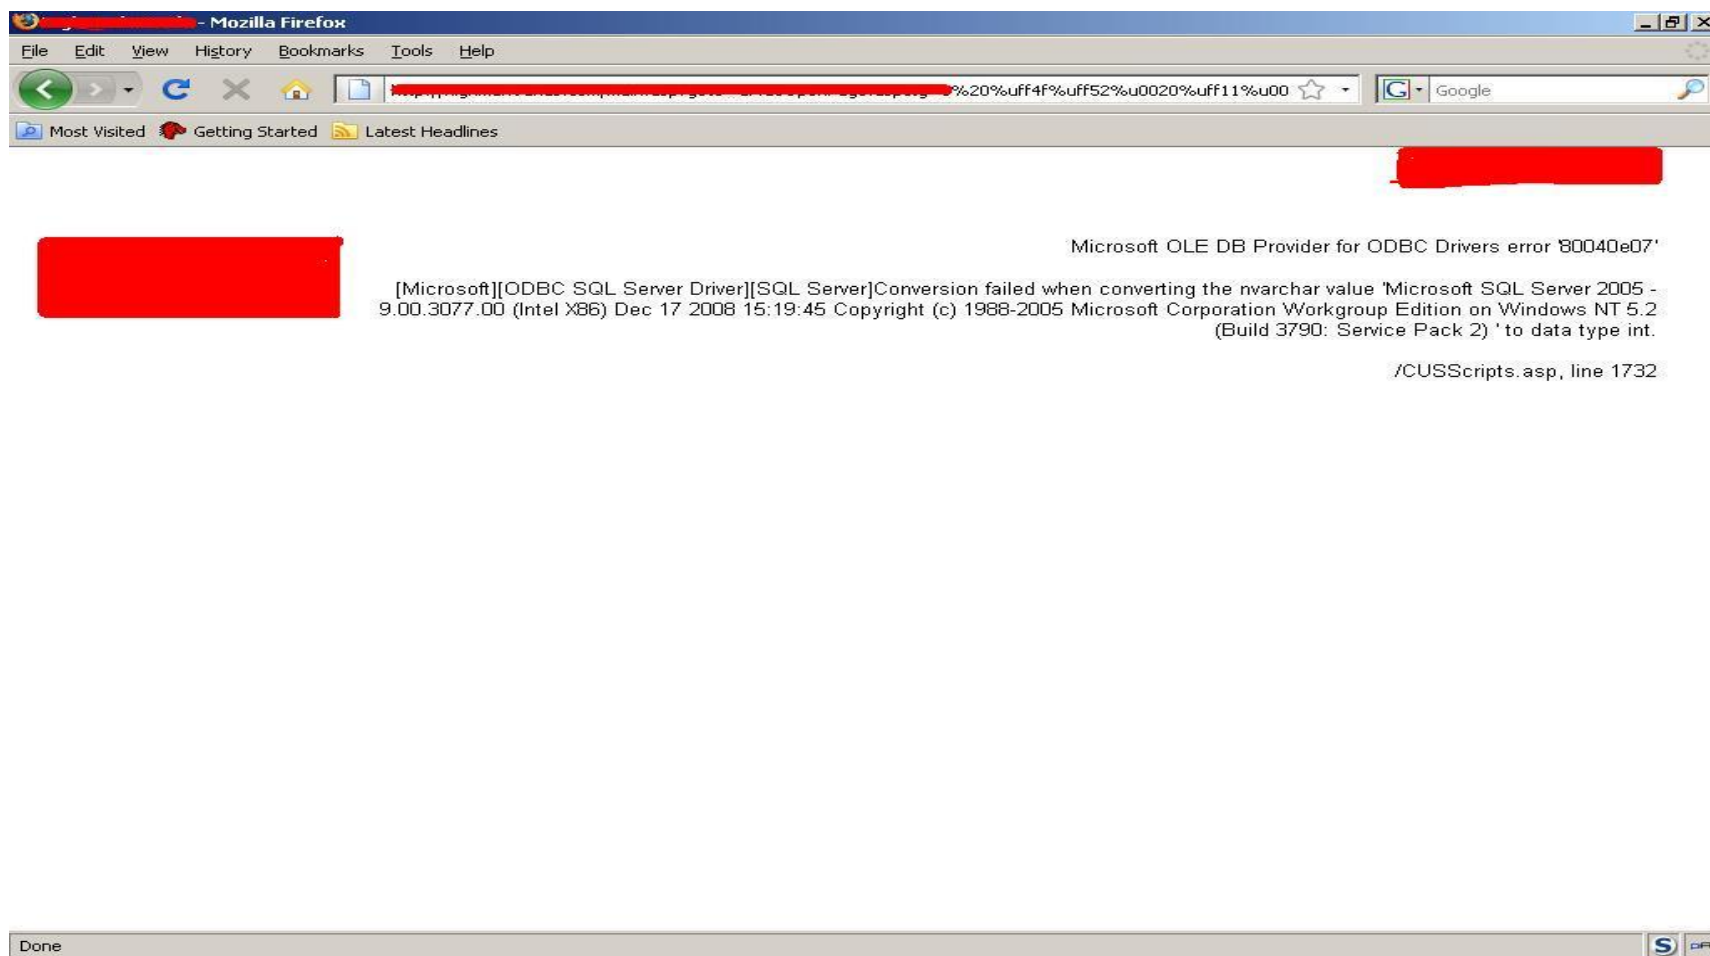 - Mozilla Firefox
File Edit View History Bookmarks Tools Help
%20%uff4f%uff52%u0020%uff11%u00
G Google
Most Visited Getting Started Latest Headlines
Microsoft OLE DB Provider for ODBC Drivers error '80040e07'
[Microsoft][ODBC SQL Server Driver][SQL Server]Conversion failed when converting the nvarchar value 'Microsoft SQL Server 2005 -
9.00.3077.00 (Intel X86) Dec 17 2008 15:19:45 Copyright (c) 1988-2005 Microsoft Corporation Workgroup Edition on Windows NT 5.2
(Build 3790: Service Pack 2) ' to data type int.
/CUSScripts.asp, line 1732
Done
S